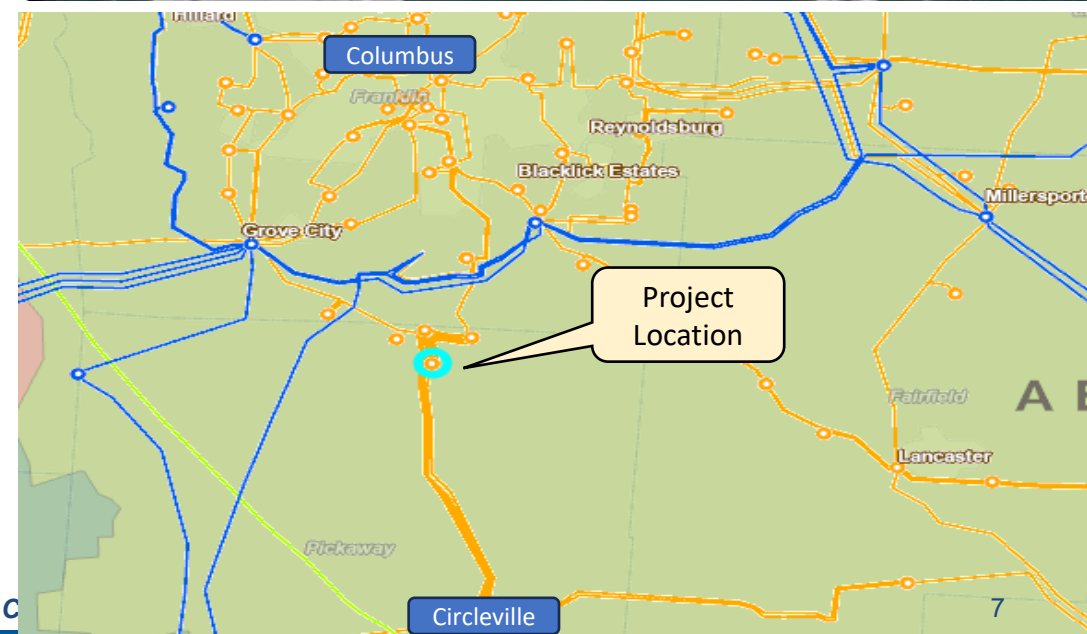 Hilliard
Columbus
Franklin
Reynoldsburg
Blacklick Estates
Millersport
Grove City
Project
Location
Fairfield
A E
Lancaster
Pickaway
C
Circleville
7